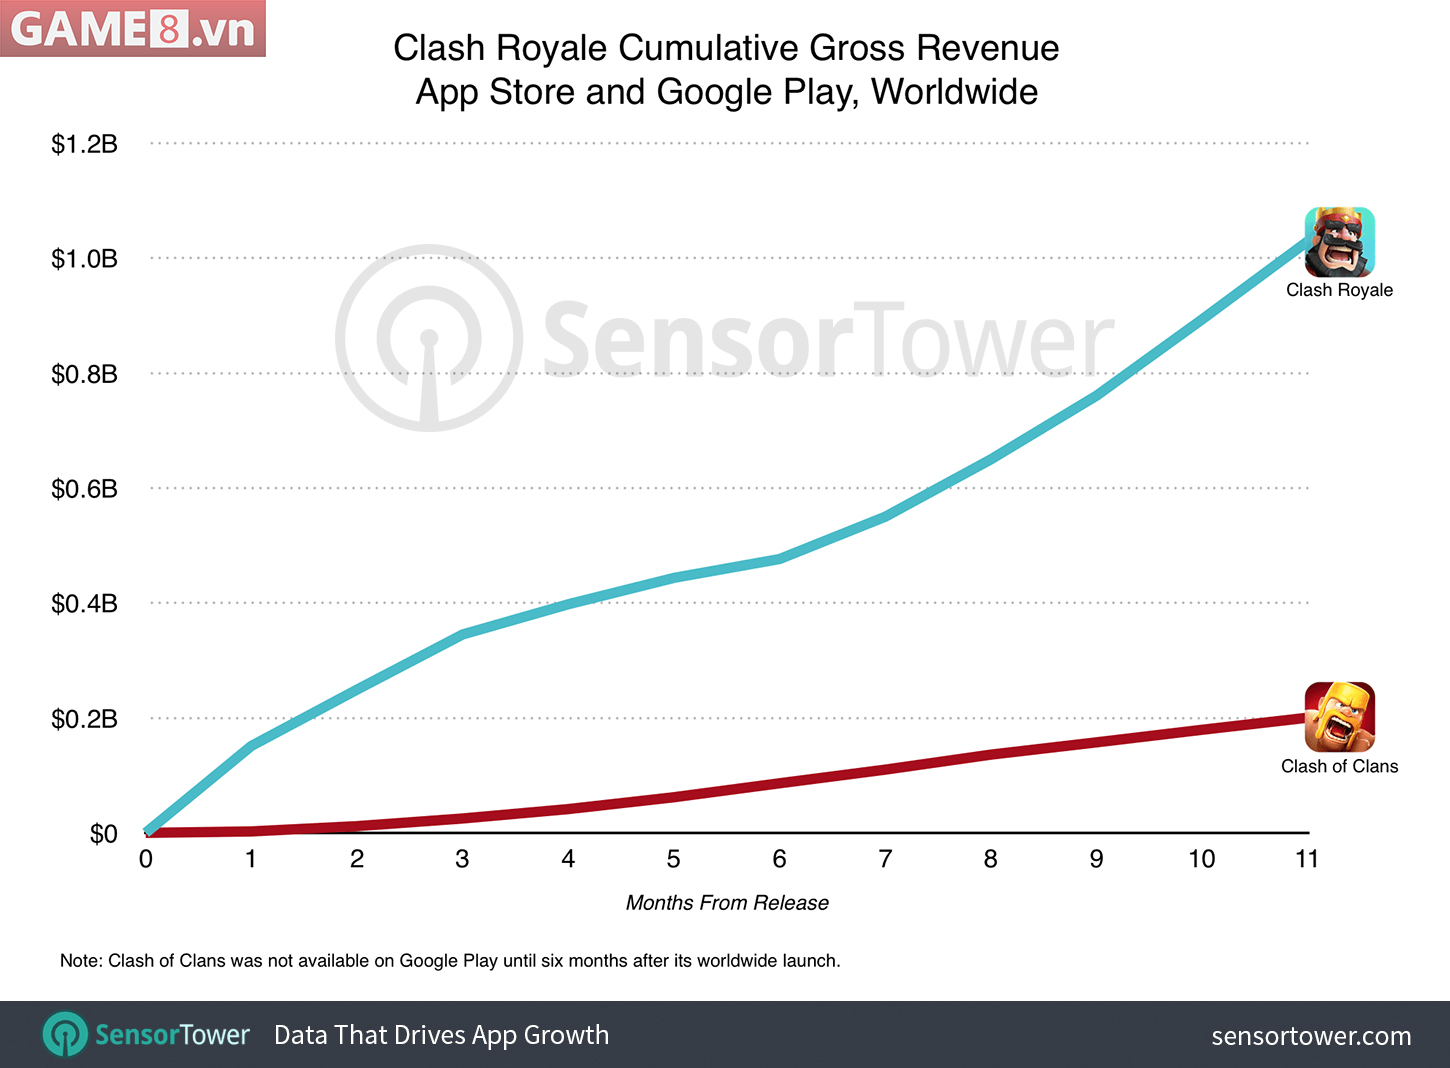 GAME8.vn
Clash Royale Cumulative Gross Revenue
App Store and Google Play, Worldwide
$1.2B
$1.0B
$0.8B
$0.6B
$0.4B
$0.2B
$0
SensorTower
Clash Royale
Clash of Clans
0 1 2 3 4 5 6 7 8 9 10 11
Months From Release
Note: Clash of Clans was not available on Google Play until six months after its worldwide launch.
SensorTower Data That Drives App Growth sensortower.com